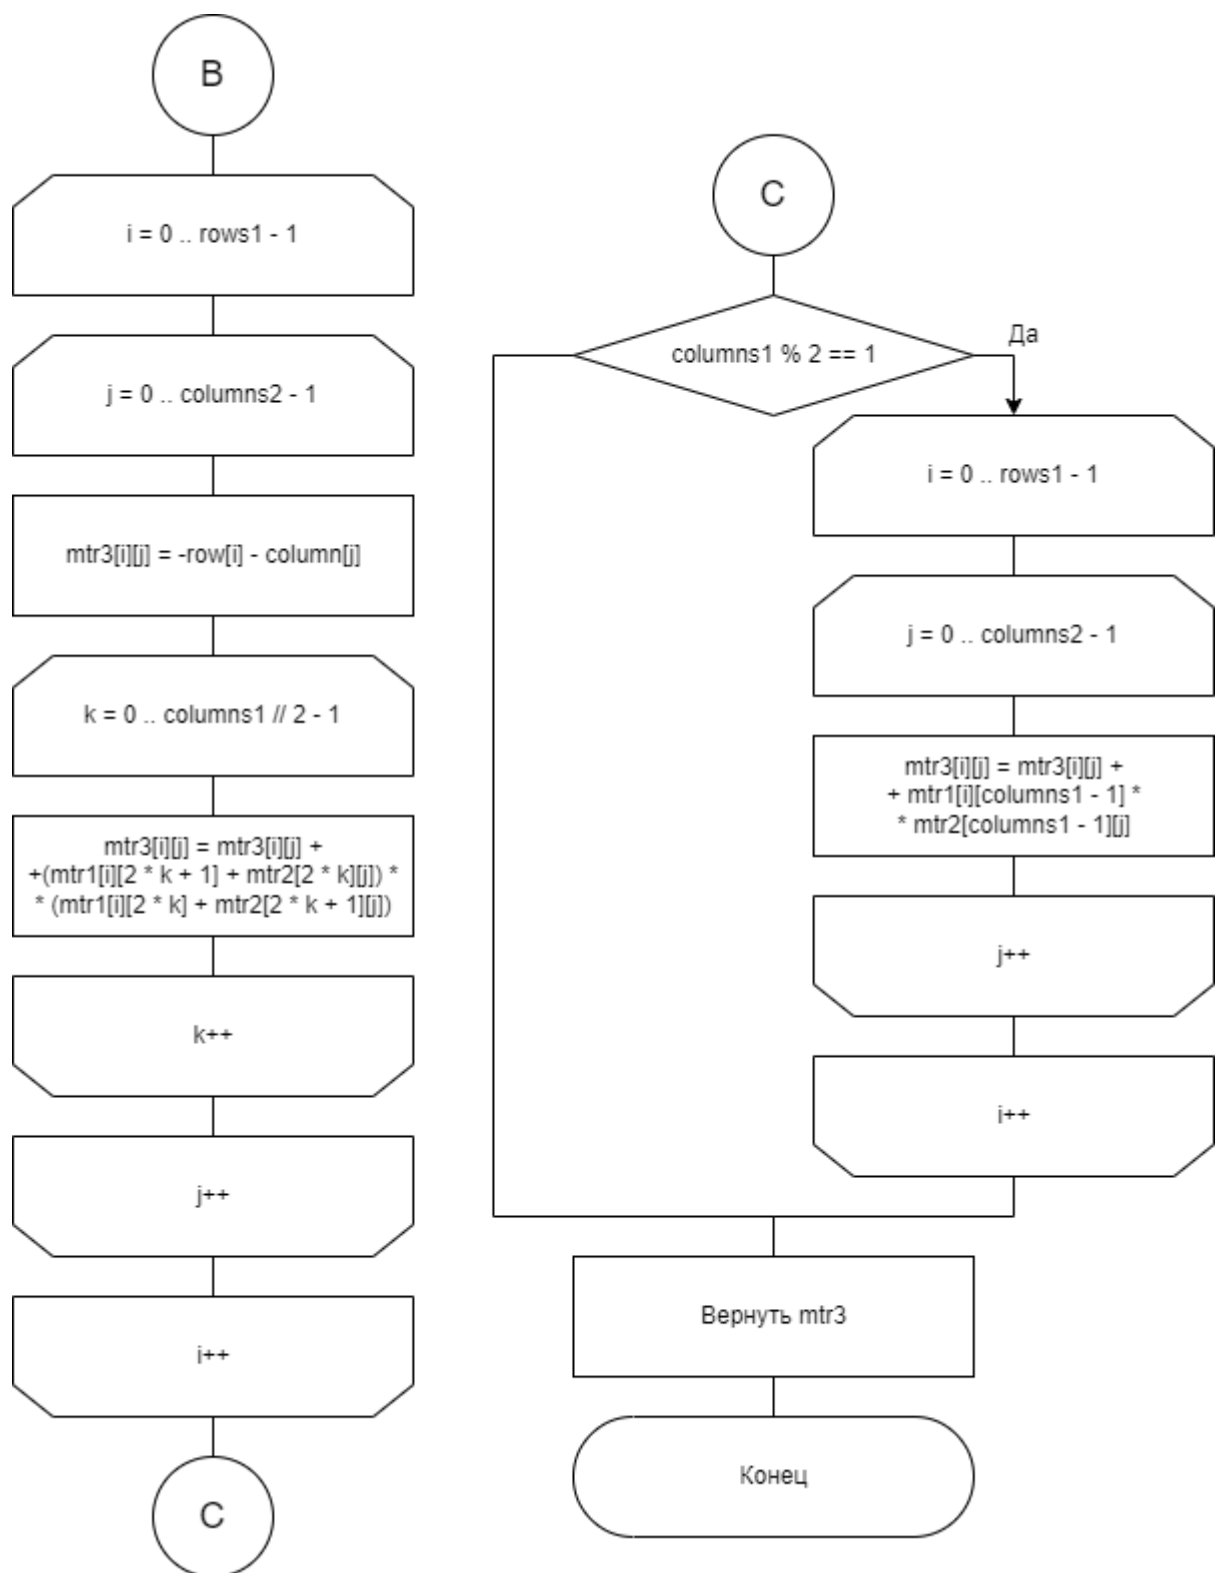 B
i = 0 .. rows1 - 1
j = 0 .. columns2 - 1
mtr3[i][j] = -row[i] - column[j]
k = 0 .. columns1 // 2 - 1
mtr3[i][j] = mtr3[i][j] +
+(mtr1[i][2 * k + 1] + mtr2[2 * k][j]) *
* (mtr1[i][2 * k] + mtr2[2 * k + 1][j])
k++
j++
i++
C
C
columns1 % 2 == 1
Да
i = 0 .. rows1 - 1
j = 0 .. columns2 - 1
mtr3[i][j] = mtr3[i][j] +
+ mtr1[i][columns1 - 1] *
* mtr2[columns1 - 1][j]
j++
i++
Вернуть mtr3
Конец